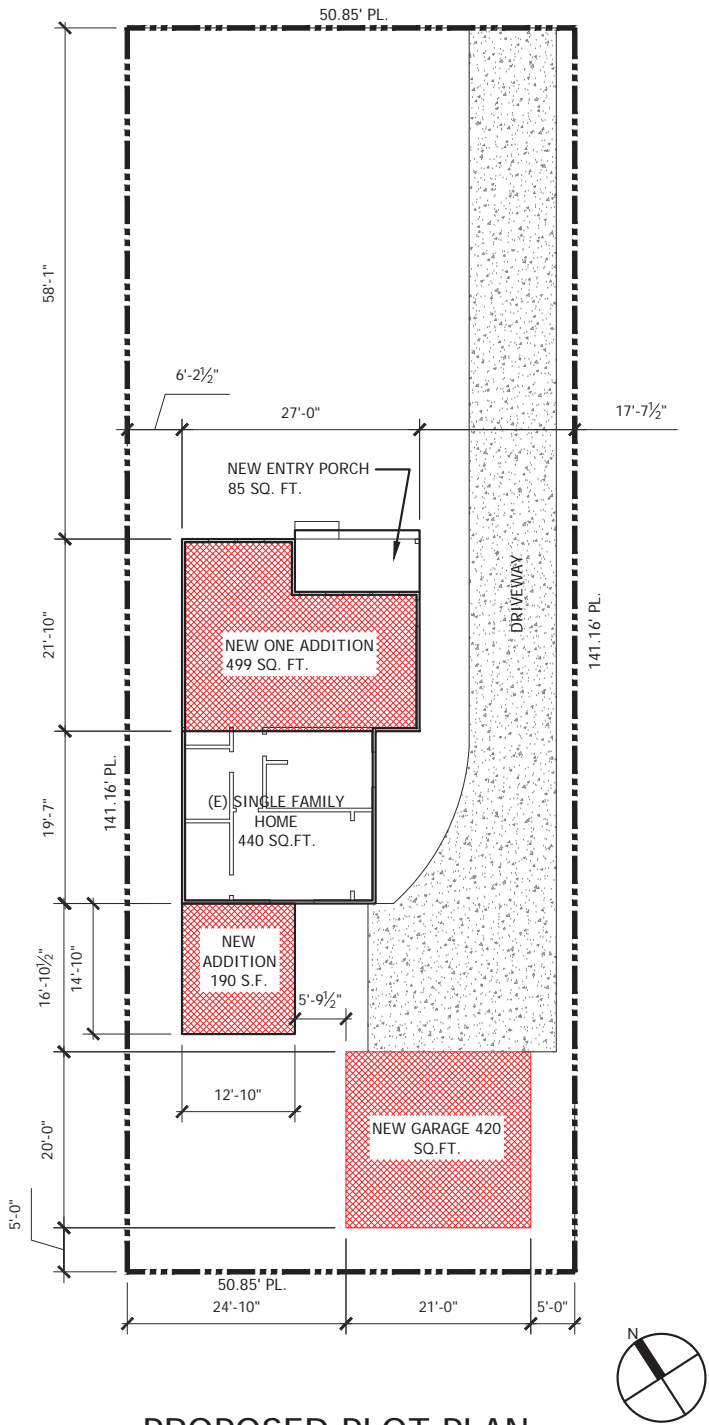 50.85' PL.
58'-1"
6'-2½"
27'-0"
17'-7½"
NEW ENTRY PORCH
85 SQ. FT.
DRIVEWAY
141.16' PL.
21'-10"
NEW ONE ADDITION
499 SQ. FT.
141.16' PL.
19'-7"
(E) SINGLE FAMILY
HOME
440 SQ.FT.
16'-10½"
14'-10"
NEW
ADDITION
190 S.F.
5'-9½"
12'-10"
20'-0"
NEW GARAGE 420
SQ.FT.
5'-0"
50.85' PL.
24'-10"
21'-0"
5'-0"
N
PROPOSED PLOT PLAN